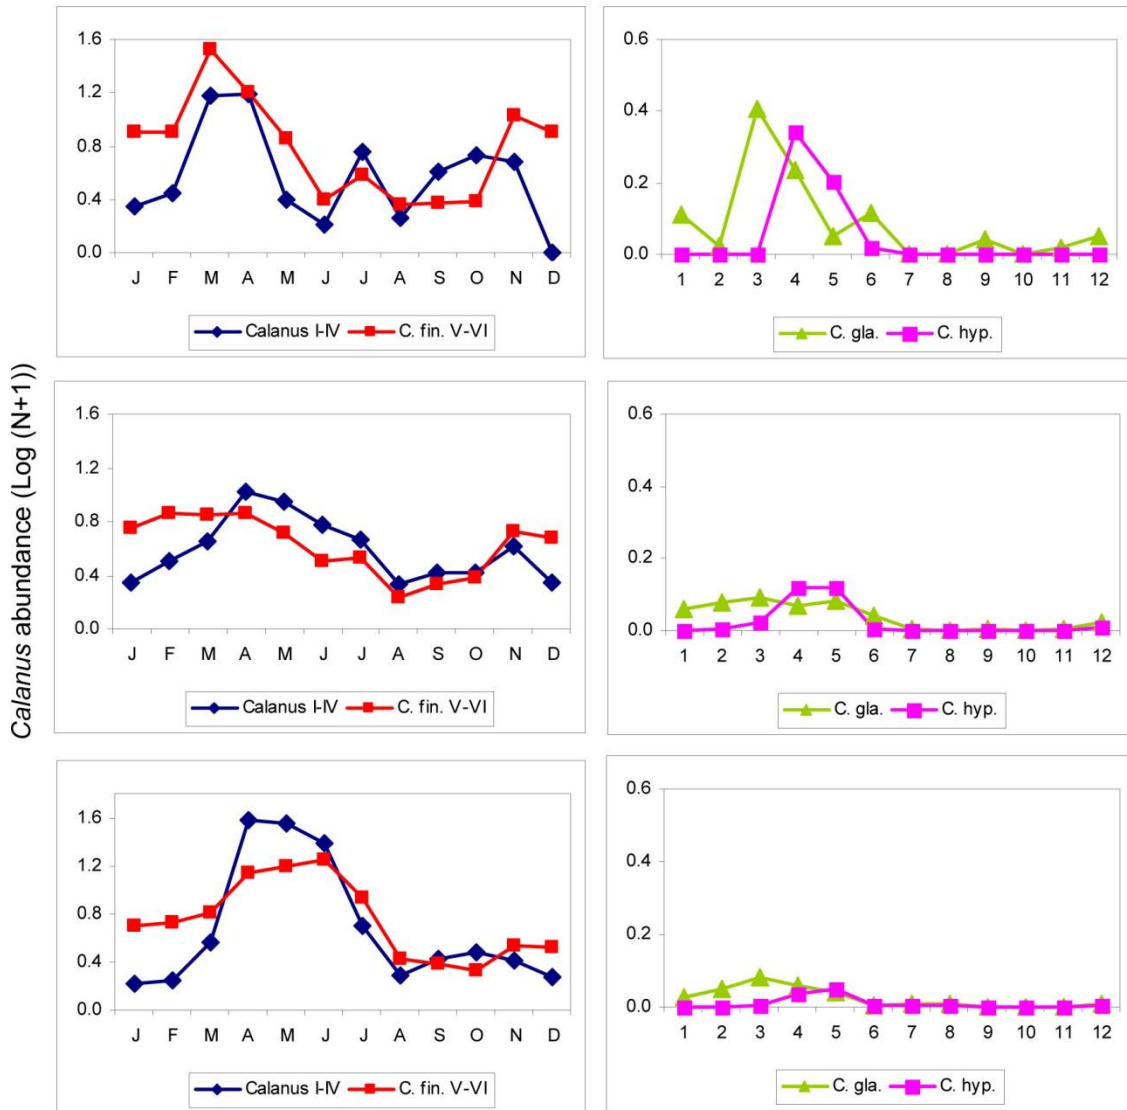 Calanus abundance (Log (N+1))
1.6
1.2
0.8
0.4
0.0
J F M A M J J A S O N D
Calanus I-IV C. fin. V-VI
0.6
0.4
0.2
0.0
1 2 3 4 5 6 7 8 9 10 11 12
C. gla. C. hyp.
1.6
1.2
0.8
0.4
0.0
J F M A M J J A S O N D
Calanus I-IV C. fin. V-VI
0.6
0.4
0.2
0.0
1 2 3 4 5 6 7 8 9 10 11 12
C. gla. C. hyp.
1.6
1.2
0.8
0.4
0.0
J F M A M J J A S O N D
Calanus I-IV C. fin. V-VI
0.6
0.4
0.2
0.0
1 2 3 4 5 6 7 8 9 10 11 12
C. gla. C. hyp.